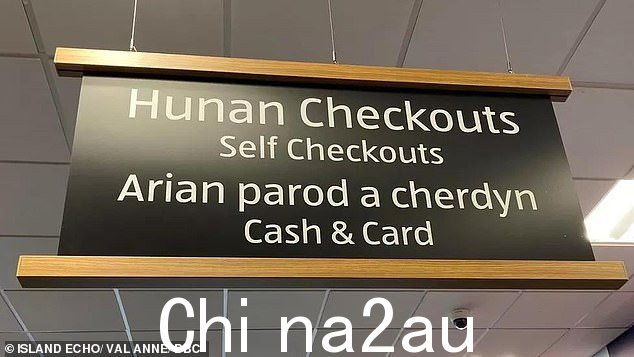 Hunan Checkouts
Self Checkouts
Arian parod a cherdyn
Cash & Card
Chi na2au
© ISLAND ECHO/ VAL ANNE/ BBC